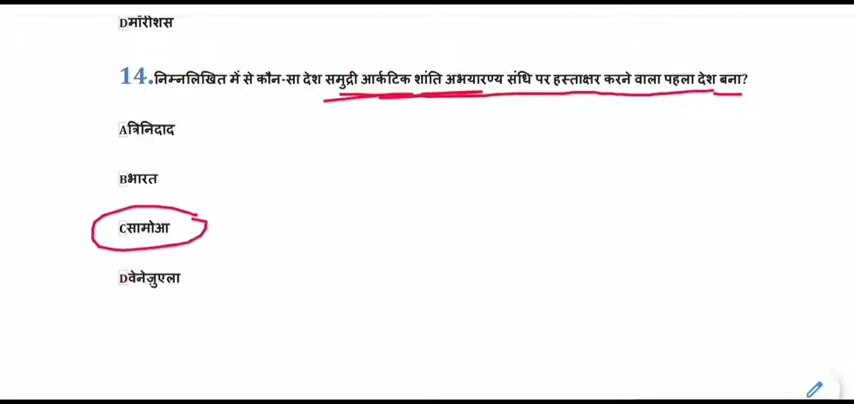 Dमॉरीशस
14.निम्नलिखित में से कौन-सा देश समुद्री आर्कटिक शांति अभयारण्य संधि पर हस्ताक्षर करने वाला पहला देश बना?
Aत्रिनिदाद
Bभारत
Cसामोआ
Dवेनेज़ुएला